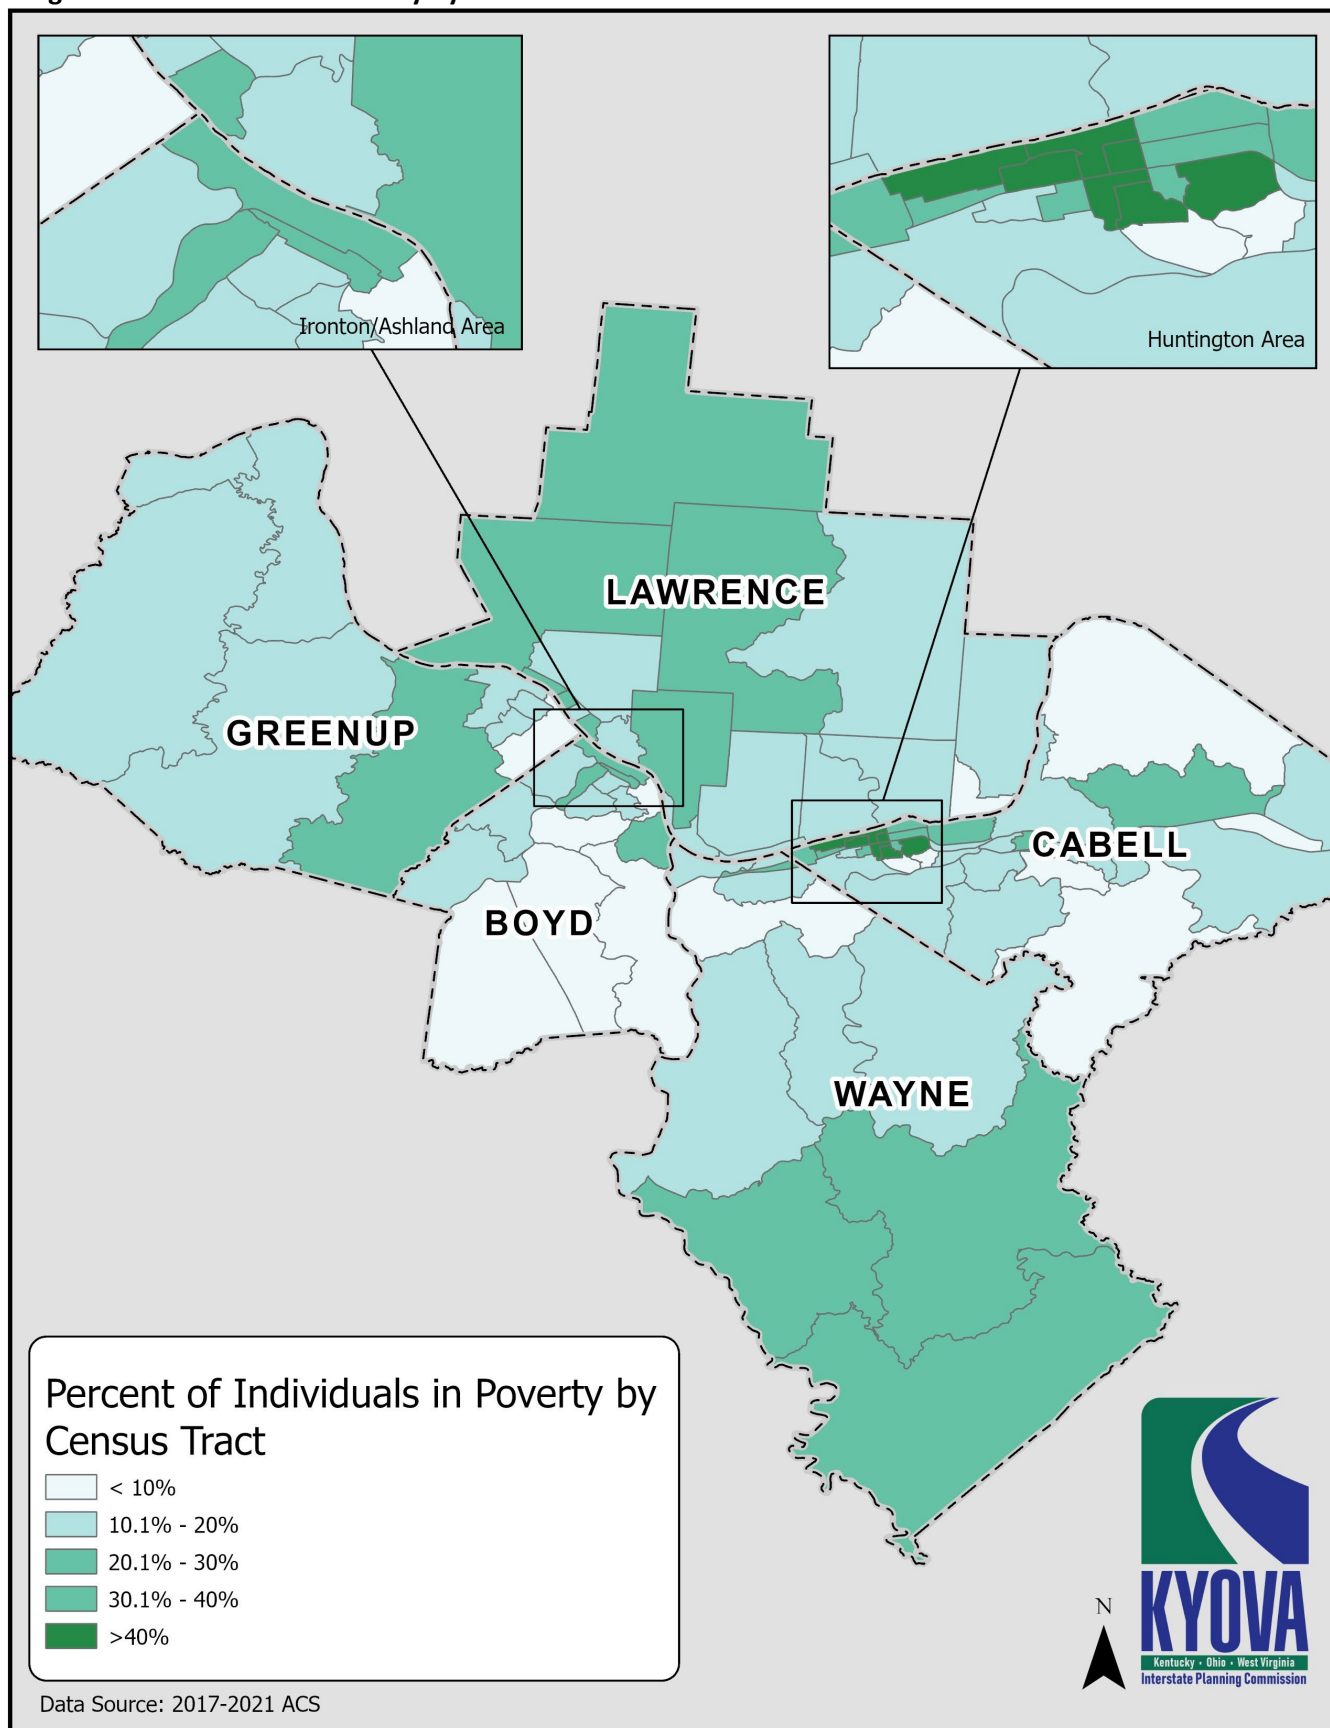 Ironton/Ashland Area
Huntington Area
LAWRENCE
GREENUP
CABELL
BOYD
WAYNE
Percent of Individuals in Poverty by
Census Tract
< 10%
10.1% - 20%
20.1% - 30%
30.1% - 40%
>40%
N
KYOVA
Kentucky • Ohio • West Virginia
Interstate Planning Commission
Data Source: 2017-2021 ACS